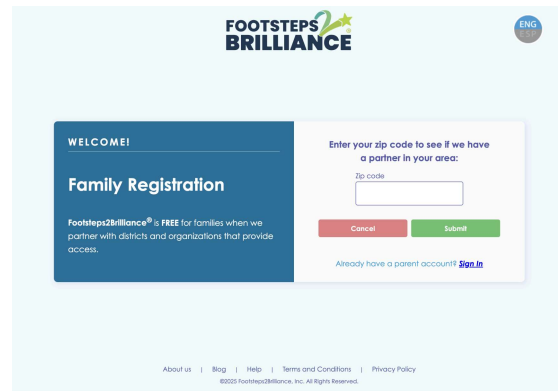 FOOTSTEPS2
BRILLIANCE®
ENG
ESP
WELCOME!
Family Registration
Footsteps2Brilliance® is FREE for families when we
partner with districts and organizations that provide
access.
Enter your zip code to see if we have
a partner in your area:
Zip code
Cancel Submit
Already have a parent account? Sign In
About us | Blog | Help | Terms and Conditions | Privacy Policy
©2025 Footsteps2Brilliance, Inc. All Rights Reserved.